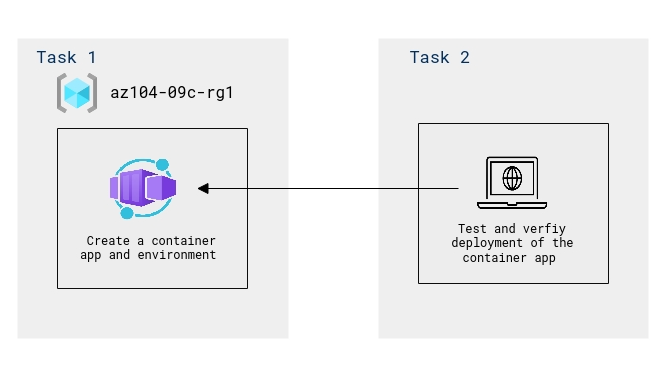 Task 1
az104-09c-rg1
Create a container
app and environment
Task 2
Test and verfiy
deployment of the
container app